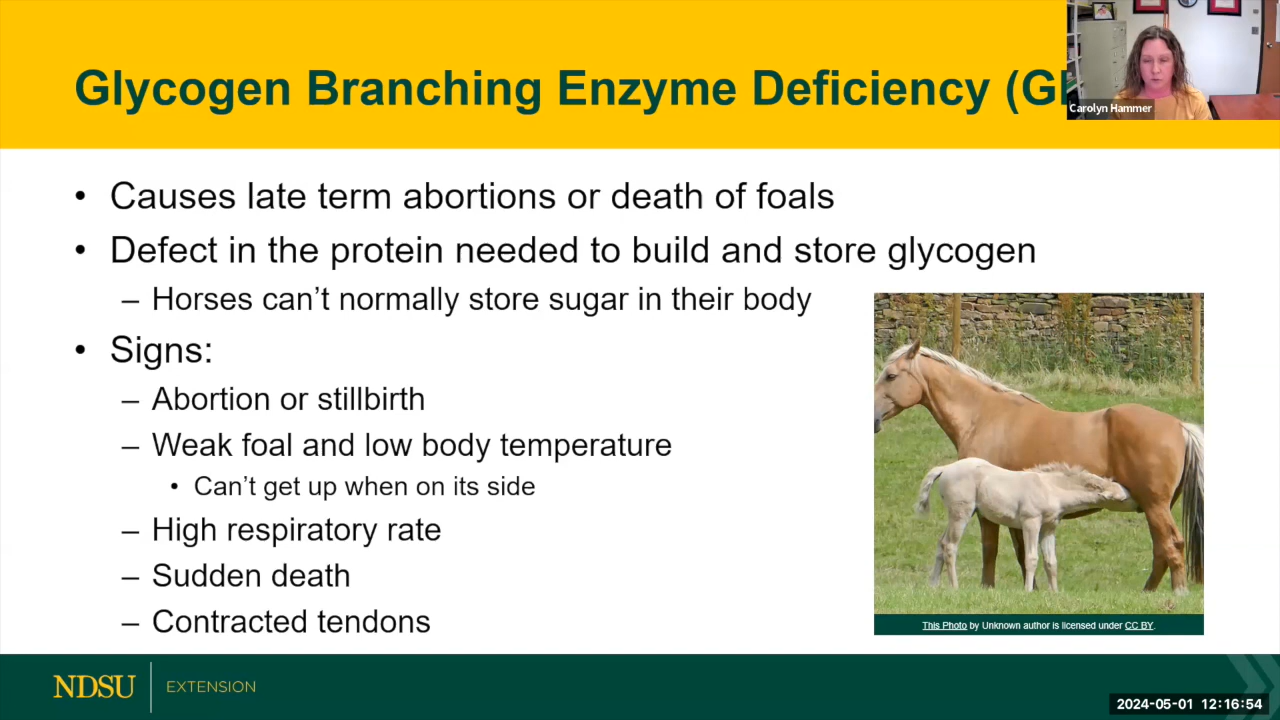 Glycogen Branching Enzyme Deficiency
Carolyn Hammer
• Causes late term abortions or death of foals
• Defect in the protein needed to build and store glycogen
– Horses can’t normally store sugar in their body
• Signs:
– Abortion or stillbirth
– Weak foal and low body temperature
• Can’t get up when on its side
– High respiratory rate
– Sudden death
– Contracted tendons
This Photo by Unknown author is licensed under CC BY.
NDSU EXTENSION
2024-05-01 12:16:54